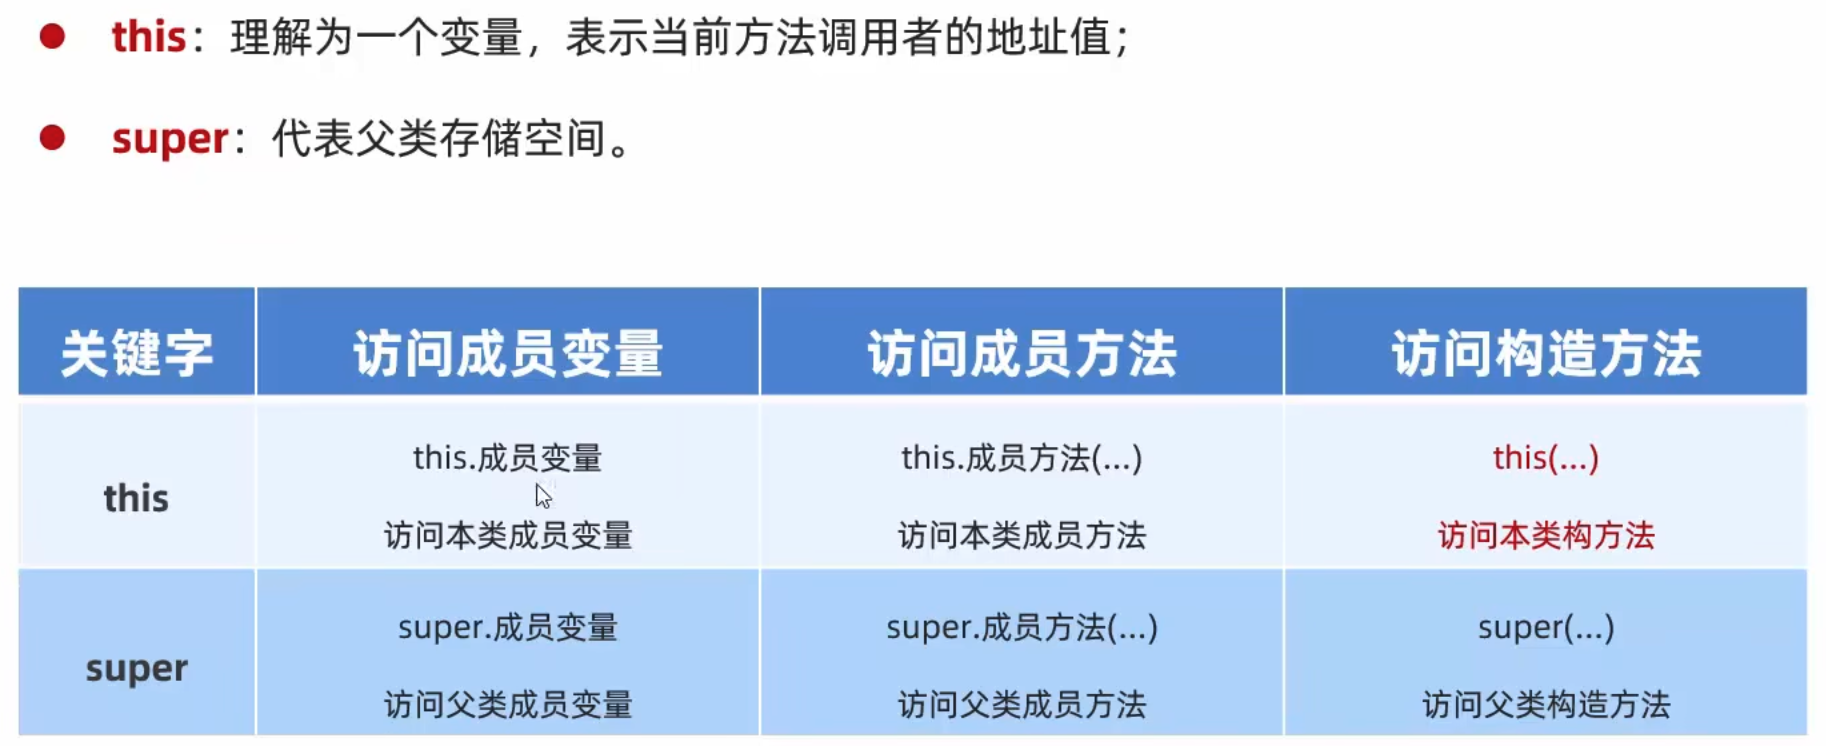 this：理解为一个变量，表示当前方法调用者的地址值；
super：代表父类存储空间。
关键字 访问成员变量 访问成员方法 访问构造方法
this
this.成员变量
访问本类成员变量
this.成员方法(...)
访问本类成员方法
this(...)
访问本类构方法
super
super.成员变量
访问父类成员变量
super.成员方法(...)
访问父类成员方法
super(...)
访问父类构造方法